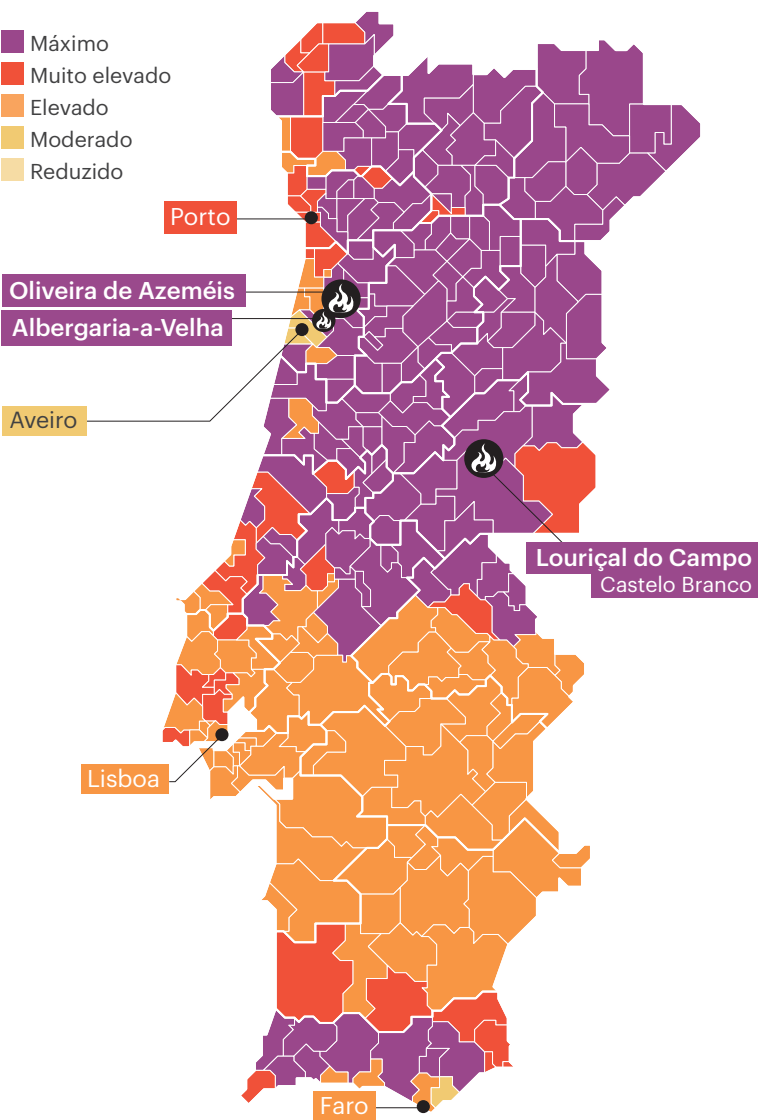 Máximo
Muito elevado
Elevado
Moderado
Reduzido
Porto
Oliveira de Azeméis
Albergaria-a-Velha
Aveiro
Louriçal do Campo
Castelo Branco
Lisboa
Faro